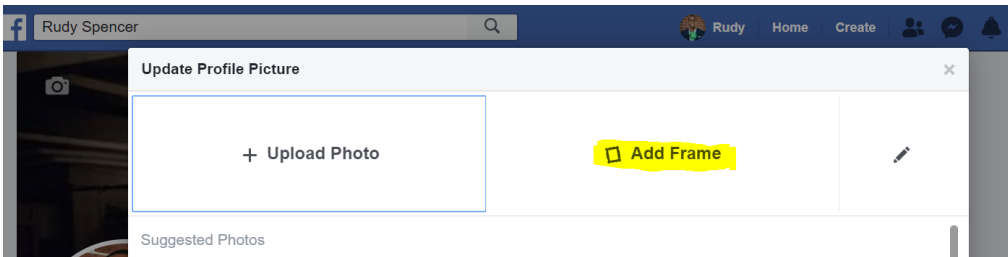 f Rudy Spencer Rudy Home Create
Update Profile Picture
+ Upload Photo Add Frame
Suggested Photos